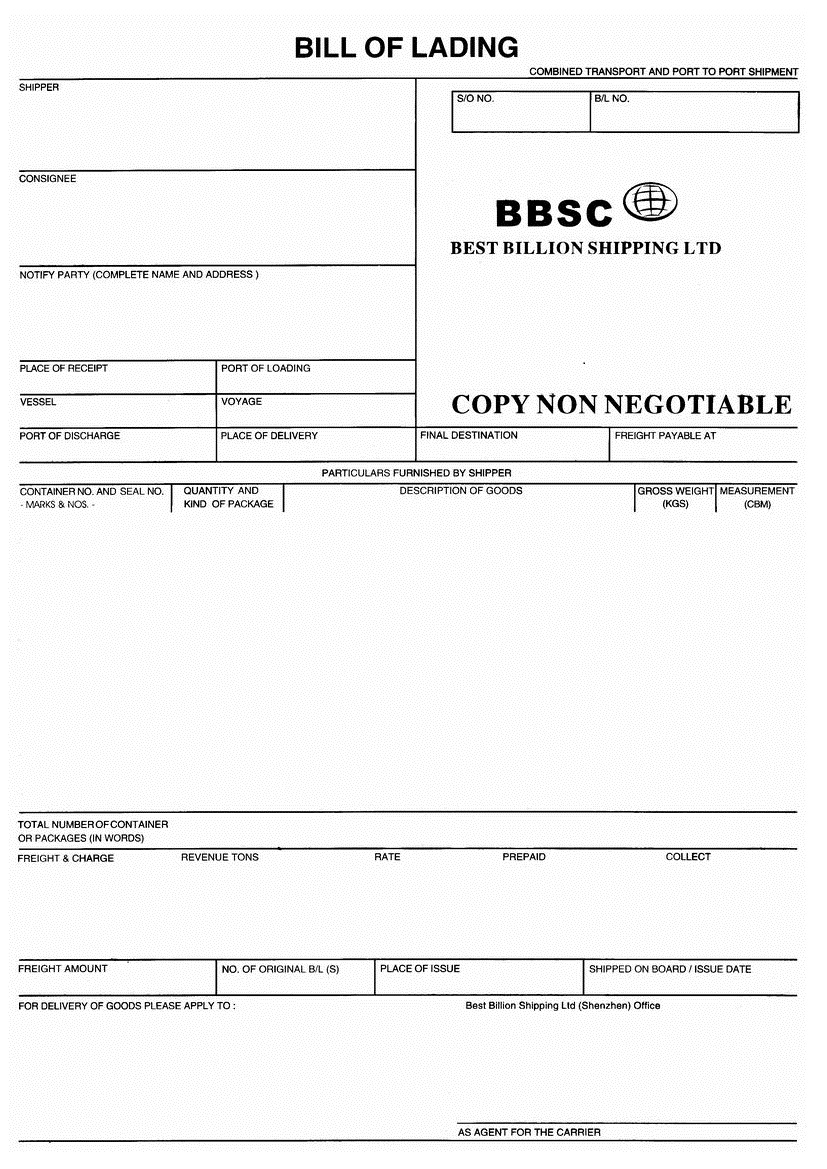 BILL OF LADING
COMBINED TRANSPORT AND PORT TO PORT SHIPMENT
SHIPPER
S/O NO.
B/L NO.
CONSIGNEE
BBSC
BEST BILLION SHIPPING LTD
NOTIFY PARTY (COMPLETE NAME AND ADDRESS )
PLACE OF RECEIPT
PORT OF LOADING
VESSEL
VOYAGE
COPY NON NEGOTIABLE
PORT OF DISCHARGE
PLACE OF DELIVERY
FINAL DESTINATION
FREIGHT PAYABLE AT
PARTICULARS FURNISHED BY SHIPPER
CONTAINER NO. AND SEAL NO.
- MARKS & NOS. -
QUANTITY AND
KIND OF PACKAGE
DESCRIPTION OF GOODS
GROSS WEIGHT
(KGS)
MEASUREMENT
(CBM)
TOTAL NUMBER OF CONTAINER
OR PACKAGES (IN WORDS)
FREIGHT & CHARGE
REVENUE TONS
RATE
PREPAID
COLLECT
FREIGHT AMOUNT
NO. OF ORIGINAL B/L (S)
PLACE OF ISSUE
SHIPPED ON BOARD / ISSUE DATE
FOR DELIVERY OF GOODS PLEASE APPLY TO :
Best Billion Shipping Ltd (Shenzhen) Office
AS AGENT FOR THE CARRIER